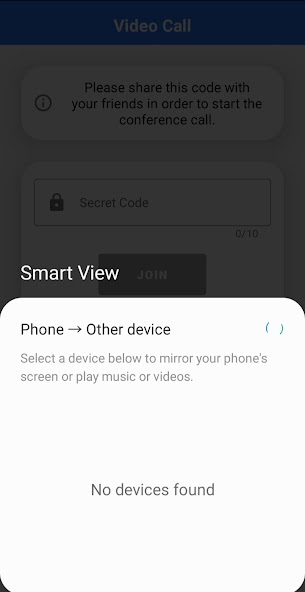 Video Call
Please share this code with
your friends in order to start the
conference call.
Secret Code
0/10
JOIN
Smart View
Phone → Other device
Select a device below to mirror your phone's
screen or play music or videos.
No devices found